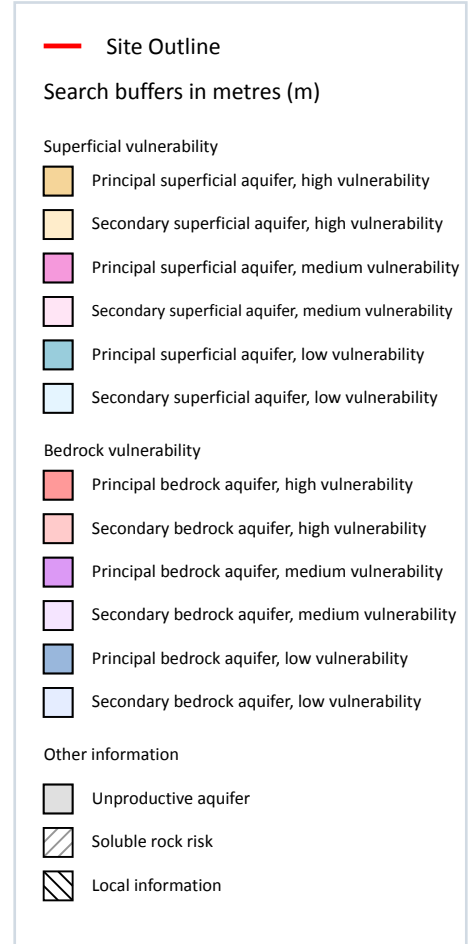 Site Outline
Search buffers in metres (m)
Superficial vulnerability
Principal superficial aquifer, high vulnerability
Secondary superficial aquifer, high vulnerability
Principal superficial aquifer, medium vulnerability
Secondary superficial aquifer, medium vulnerability
Principal superficial aquifer, low vulnerability
Secondary superficial aquifer, low vulnerability
Bedrock vulnerability
Principal bedrock aquifer, high vulnerability
Secondary bedrock aquifer, high vulnerability
Principal bedrock aquifer, medium vulnerability
Secondary bedrock aquifer, medium vulnerability
Principal bedrock aquifer, low vulnerability
Secondary bedrock aquifer, low vulnerability
Other information
Unproductive aquifer
Soluble rock risk
Local information